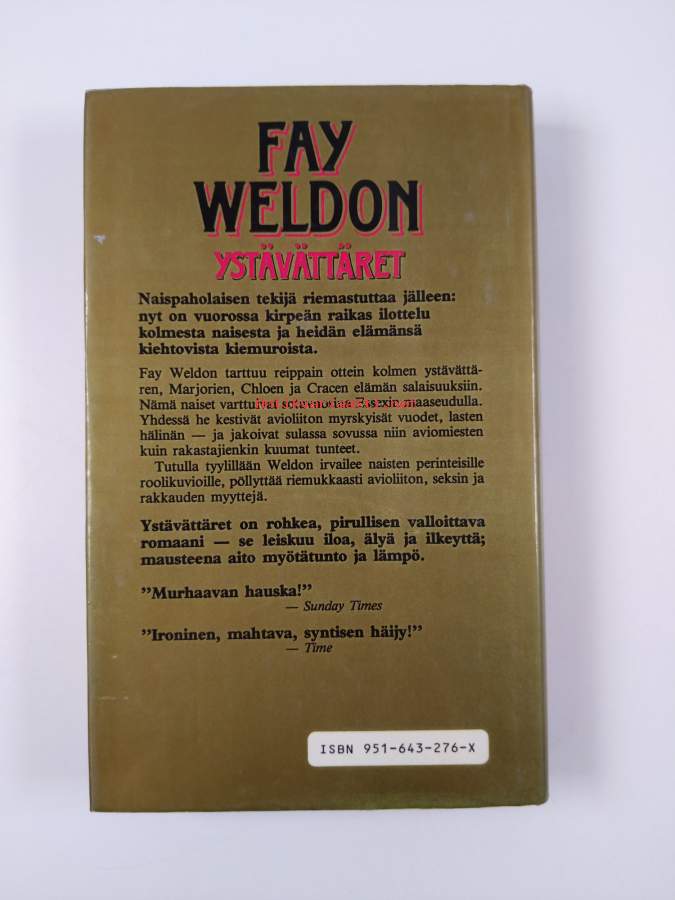 FAY
WELDON
YSTÄVÄTTÄRET
Naispaholaisen tekijä riemastuttaa jälleen:
nyt on vuorossa kirpeän raikas ilottelu
kolmesta naisesta ja heidän elämänsä
kiehtovista kiemuroista.
Fay Weldon tarttuu reippain ottein kolmen ystävättä-
ren, Marjorien, Chloen ja Cracen elämän salaisuuksiin.
Nämä naiset varttuivat sotavuosina Essexin maaseudulla.
Yhdessä he kestivät avioliiton myrskyisät vuodet, lasten
hälinän — ja jakoivat sulassa sovussa niin aviomiesten
kuin rakastajienkin kuumat tunteet.
Tutulla tyylillään Weldon irvailee naisten perinteisille
roolikuvioille, pöllyttää riemukkaasti avioliiton, seksin ja
rakkauden myyttejä.
Ystävättäret on rohkea, pirullisen valloittava
romaani — se leiskuu iloa, älyä ja ilkeyttä;
mausteena aito myötätunto ja lämpö.
”Murhaavan hauska!”
— Sunday Times
”Ironinen, mahtava, syntisen häijy!”
— Time
ISBN 951-643-276-X